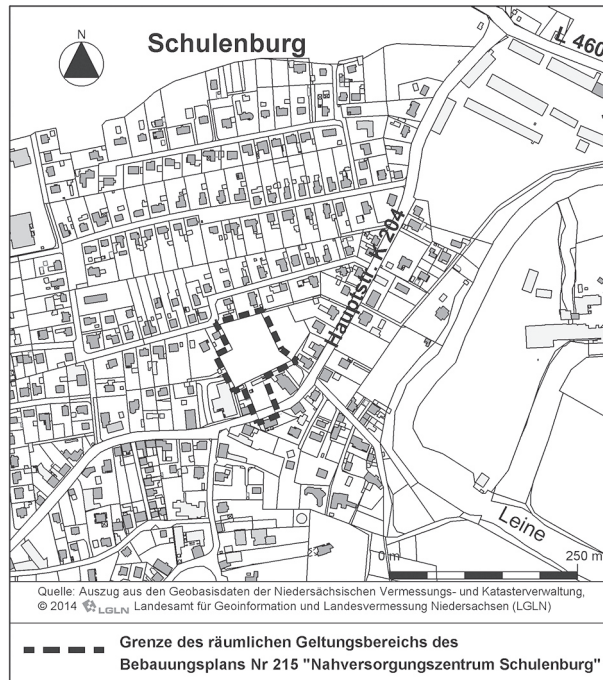 N
Schulenburg
L 460
Hauptstr. K 204
Leine
0 m
250 m
Quelle: Auszug aus den Geobasisdaten der Niedersächsischen Vermessungs- und Katasterverwaltung,
© 2014 LGLN Landesamt für Geoinformation und Landesvermessung Niedersachsen (LGLN)
Grenze des räumlichen Geltungsbereichs des
Bebauungsplans Nr 215 "Nahversorgungszentrum Schulenburg"